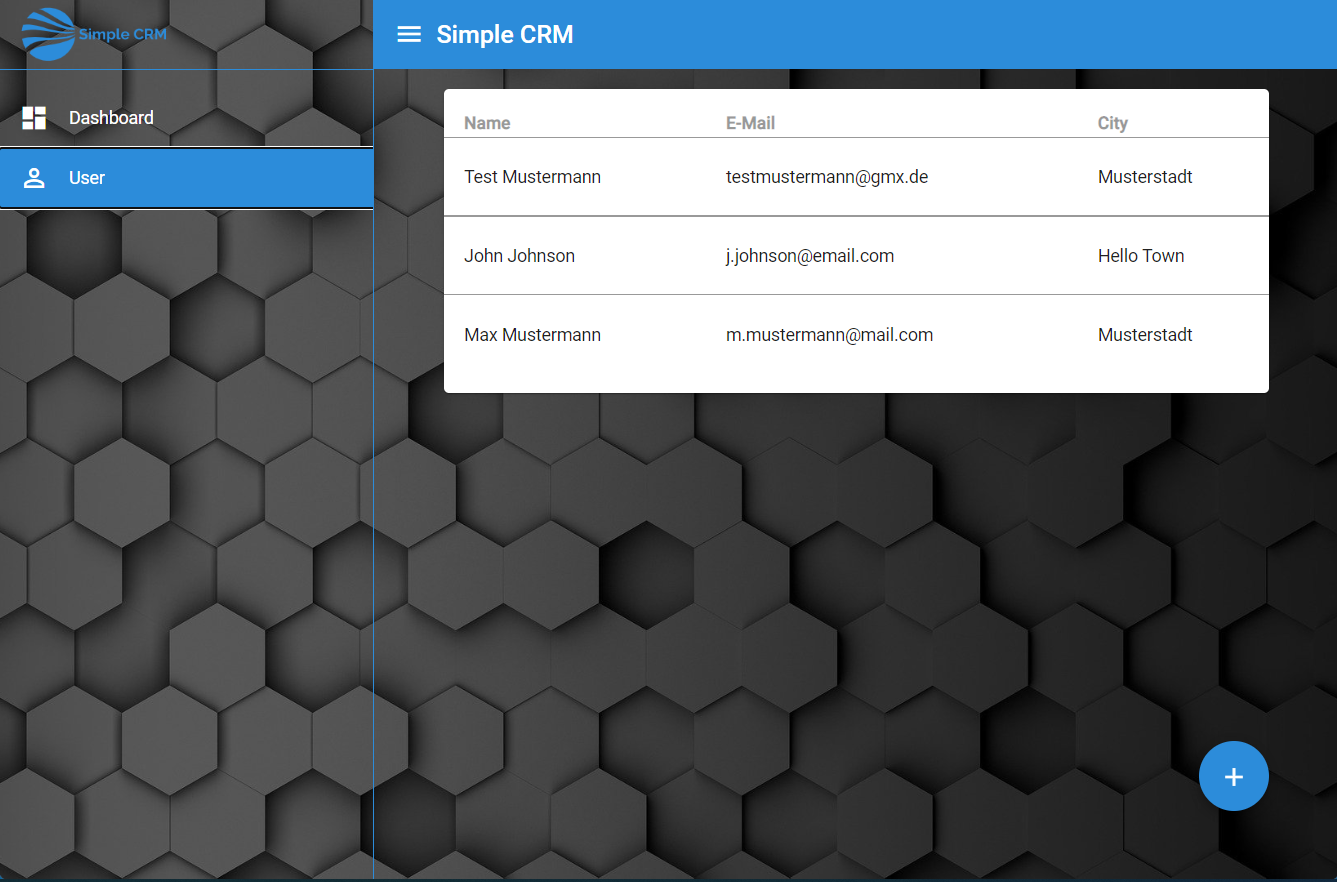 Simple CRM
Simple CRM
Dashboard
User
Name E-Mail City
Test Mustermann testmustermann@gmx.de Musterstadt
John Johnson j.johnson@email.com Hello Town
Max Mustermann m.mustermann@mail.com Musterstadt
+